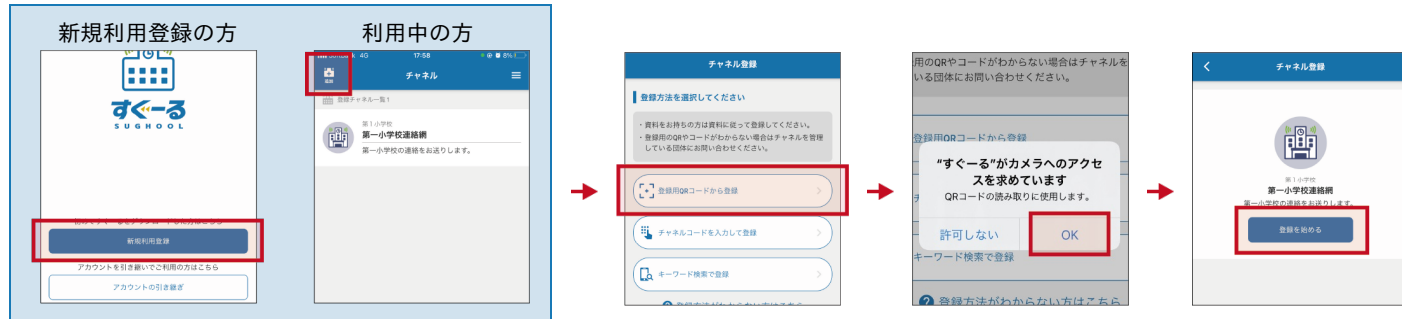 新規利用登録の方
すぐーる
SUGHOOL
新規利用登録
アカウントを引き継いでご利用の方はこちら
アカウントの引き継ぎ
利用中の方
4G 17:58 8%
追加
チャネル
登録チャネル一覧1
第1小学校
第一小学校連絡網
第一小学校の連絡をお送りします。
チャネル登録
登録方法を選択してください
・資料をお持ちの方は資料に従って登録してください。
・登録用のQRやコードがわからない場合はチャネルを管理
している団体にお問い合わせください。
登録用QRコードから登録
チャネルコードを入力して登録
キーワード検索で登録
用のQRやコードがわからない場合はチャネルを
いる団体にお問い合わせください。
登録用QRコードから登録
"すぐーる"がカメラへのアクセ
スを求めています
QRコードの読み取りに使用します。
許可しない
OK
キーワード検索で登録
登録方法がわからない方はこちら
チャネル登録
第1小学校
第一小学校連絡網
第一小学校の連絡をお送りします。
登録を始める